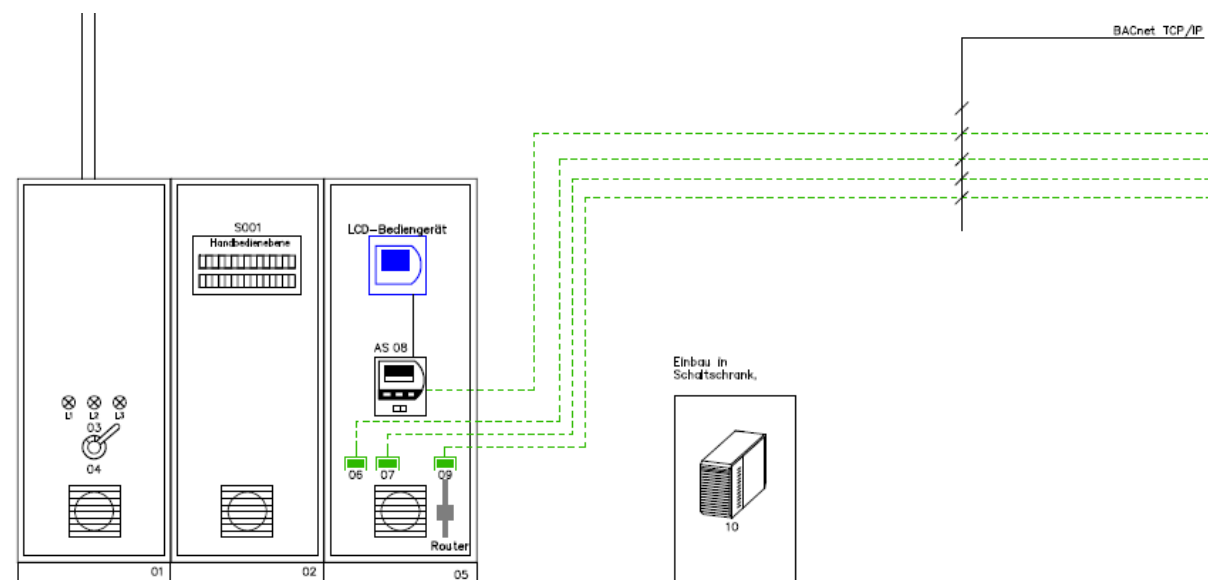 BACnet TCP/IP
S001
Handbedienebene
LCD-Bediengerät
AS 08
Einbau in
Schaltschrank,
L1 L2 L3
03
04
06 07 09
10
Router
01 02 05